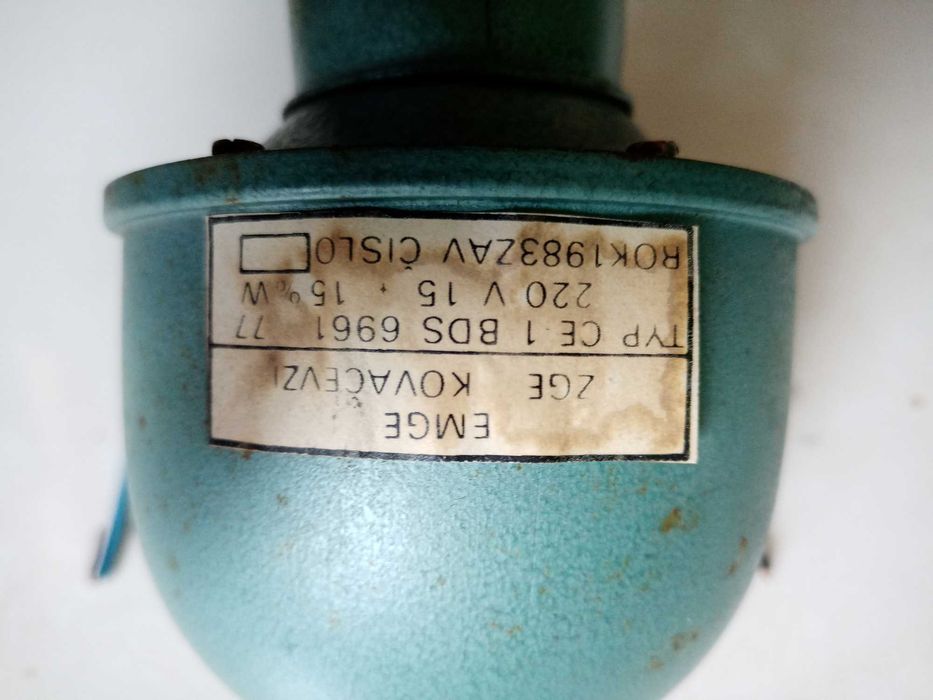 EMGE
ZGE KOVAČEVZI
TYP CE 1 BDS 6961 77
220 V 15 + 15% W
ROK1983ZAV ČISLO